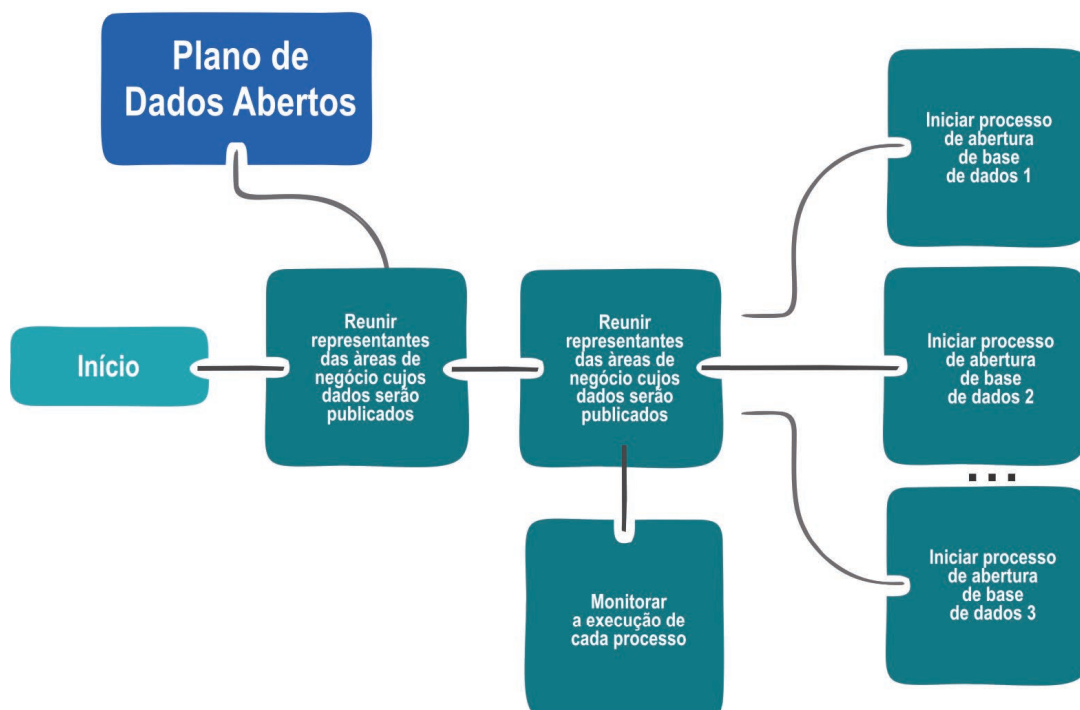 Plano de
Dados Abertos
Início
Reunir
representantes
das àreas de
negócio cujos
dados serão
publicados
Reunir
representantes
das àreas de
negócio cujos
dados serão
publicados
Monitorar
a execução de
cada processo
Iniciar processo
de abertura
de base
de dados 1
Iniciar processo
de abertura
de base
de dados 2
...
Iniciar processo
de abertura
de base
de dados 3